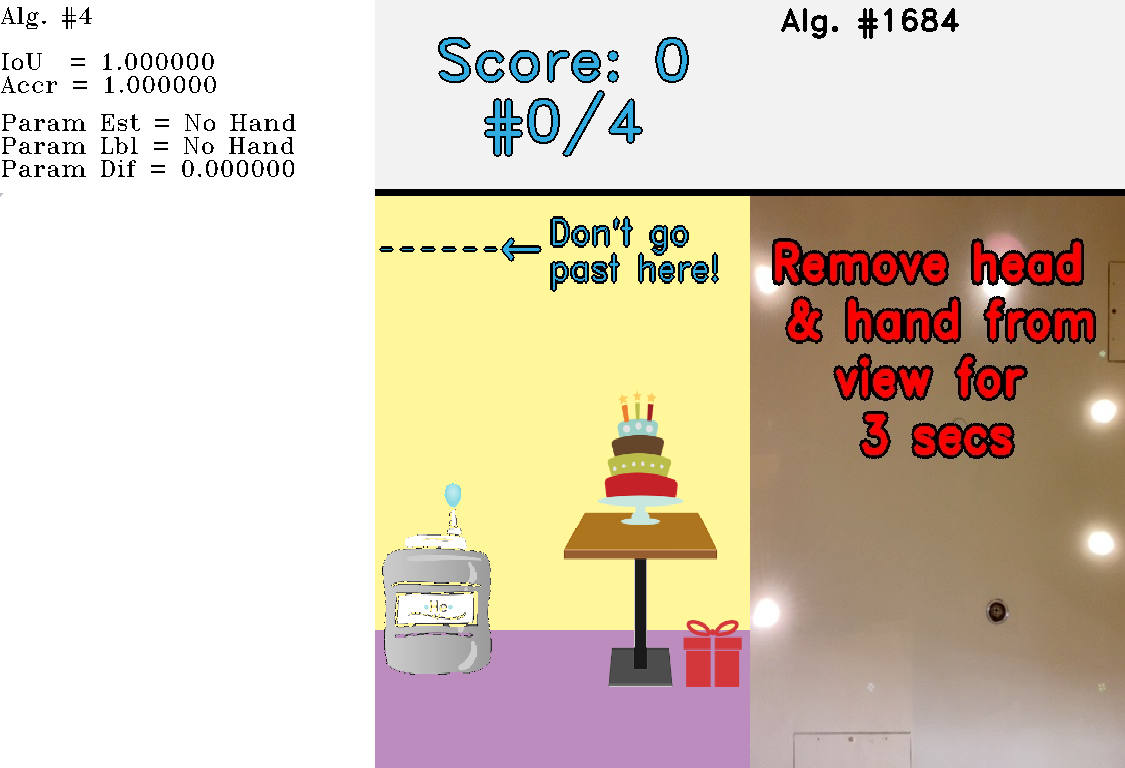 Alg. #4
IoU = 1.000000
Accr = 1.000000
Param Est = No Hand
Param Lbl = No Hand
Param Dif = 0.000000
Score: 0
#0/4
Alg. #1684
Don't go
past here!
Remove head
& hand from
view for
3 secs